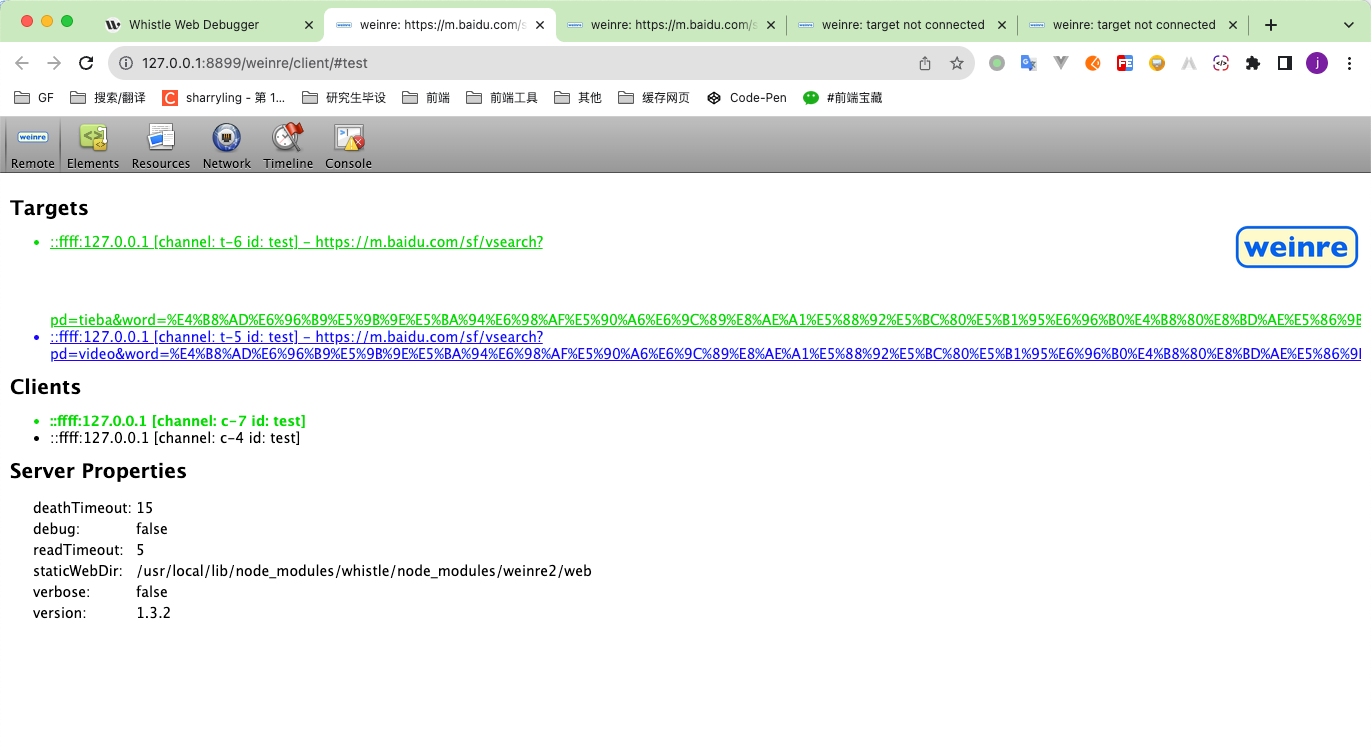 Whistle Web Debugger
weinre: https://m.baidu.com/s
weinre: https://m.baidu.com/s
weinre: target not connected
weinre: target not connected
127.0.0.1:8899/weinre/client/#test
j
GF
搜索/翻译
sharryling - 第 1...
研究生毕设
前端
前端工具
其他
缓存网页
Code-Pen
#前端宝藏
weinre
Remote
Elements
Resources
Network
Timeline
Console
Targets
::ffff:127.0.0.1 [channel: t-6 id: test] - https://m.baidu.com/sf/vsearch?
weinre
pd=tieba&word=%E4%B8%AD%E6%96%B9%E5%9B%9E%E5%BA%94%E6%98%AF%E5%90%A6%E6%9C%89%E8%AE%A1%E5%88%92%E5%BC%80%E5%B1%95%E6%96%B0%E4%B8%80%E8%BD%AE%E5%86%9B
::ffff:127.0.0.1 [channel: t-5 id: test] - https://m.baidu.com/sf/vsearch?
pd=video&word=%E4%B8%AD%E6%96%B9%E5%9B%9E%E5%BA%94%E6%98%AF%E5%90%A6%E6%9C%89%E8%AE%A1%E5%88%92%E5%BC%80%E5%B1%95%E6%96%B0%E4%B8%80%E8%BD%AE%E5%86%9B
Clients
::ffff:127.0.0.1 [channel: c-7 id: test]
::ffff:127.0.0.1 [channel: c-4 id: test]
Server Properties
deathTimeout: 15
debug: false
readTimeout: 5
staticWebDir: /usr/local/lib/node_modules/whistle/node_modules/weinre2/web
verbose: false
version: 1.3.2